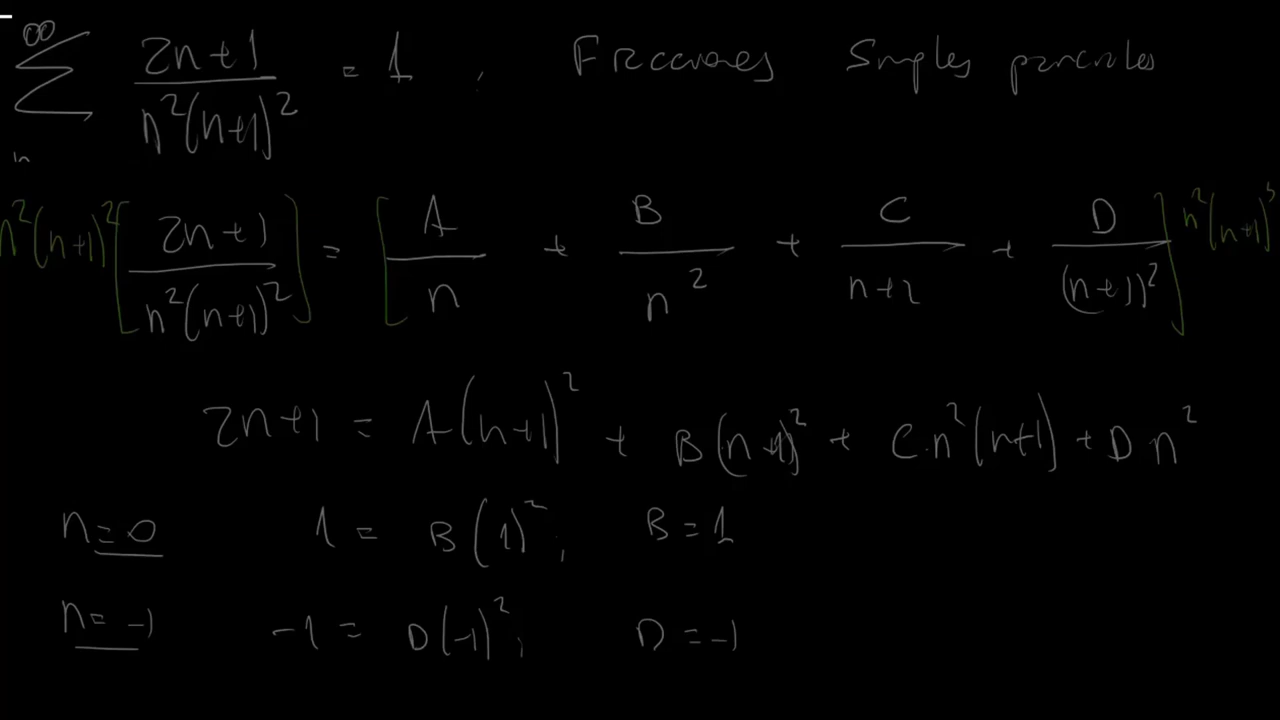 ∞
∑ (2n+1)/(n²(n+1)²) = 1, Fracciones Simples parciales
n
n²(n+1)² [(2n+1)/(n²(n+1)²)] = [A/n + B/n² + C/(n+2) + D/(n+1)²] n²(n+1)
2n+1 = A(n+1)² + B(n+1)² + C.n²(n+1) + D n²
n=0 1 = B(1)², B=1
n=-1 -1 = D(-1)², D=-1